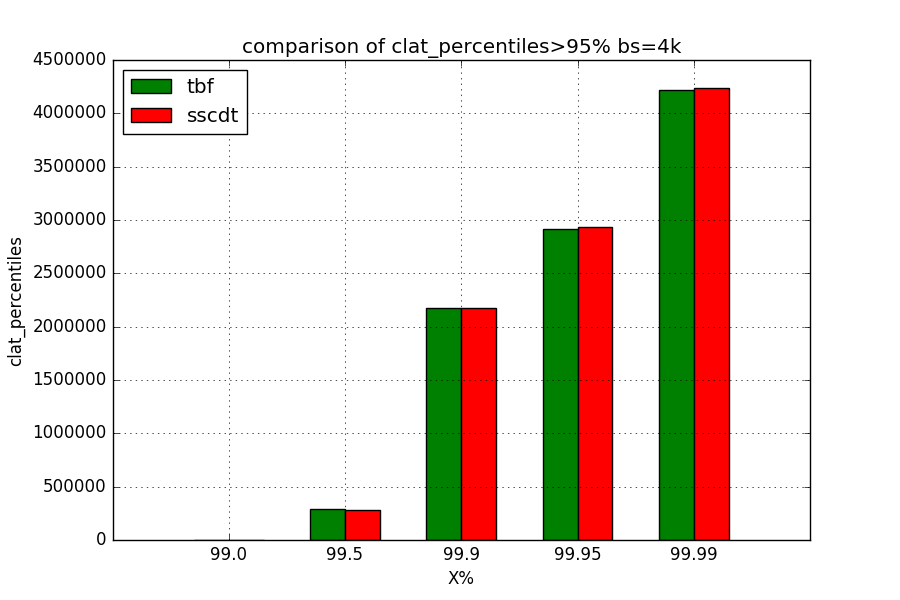 comparison of clat_percentiles>95% bs=4k
4500000
4000000
3500000
3000000
2500000
2000000
1500000
1000000
500000
0
clat_percentiles
tbf
sscdt
99.0 99.5 99.9 99.95 99.99
X%